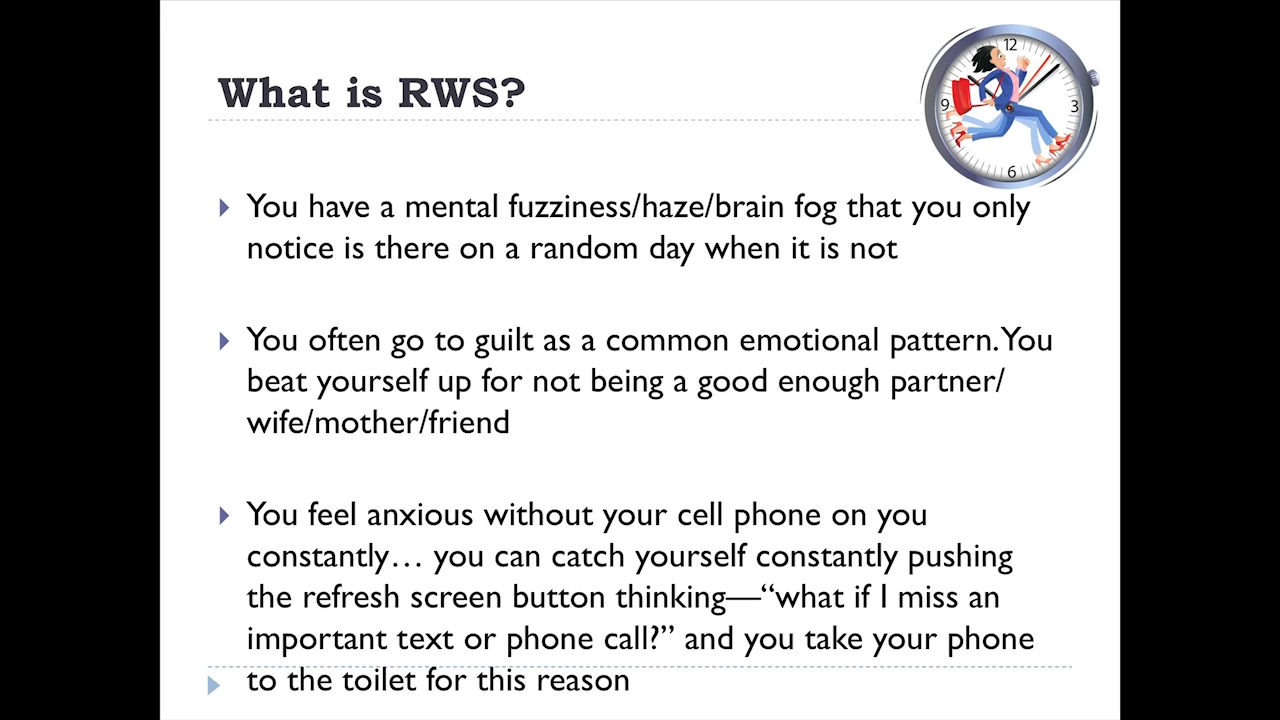 What is RWS?
12
9
3
6
You have a mental fuzziness/haze/brain fog that you only
notice is there on a random day when it is not
You often go to guilt as a common emotional pattern. You
beat yourself up for not being a good enough partner/
wife/mother/friend
You feel anxious without your cell phone on you
constantly… you can catch yourself constantly pushing
the refresh screen button thinking—“what if I miss an
important text or phone call?” and you take your phone
to the toilet for this reason